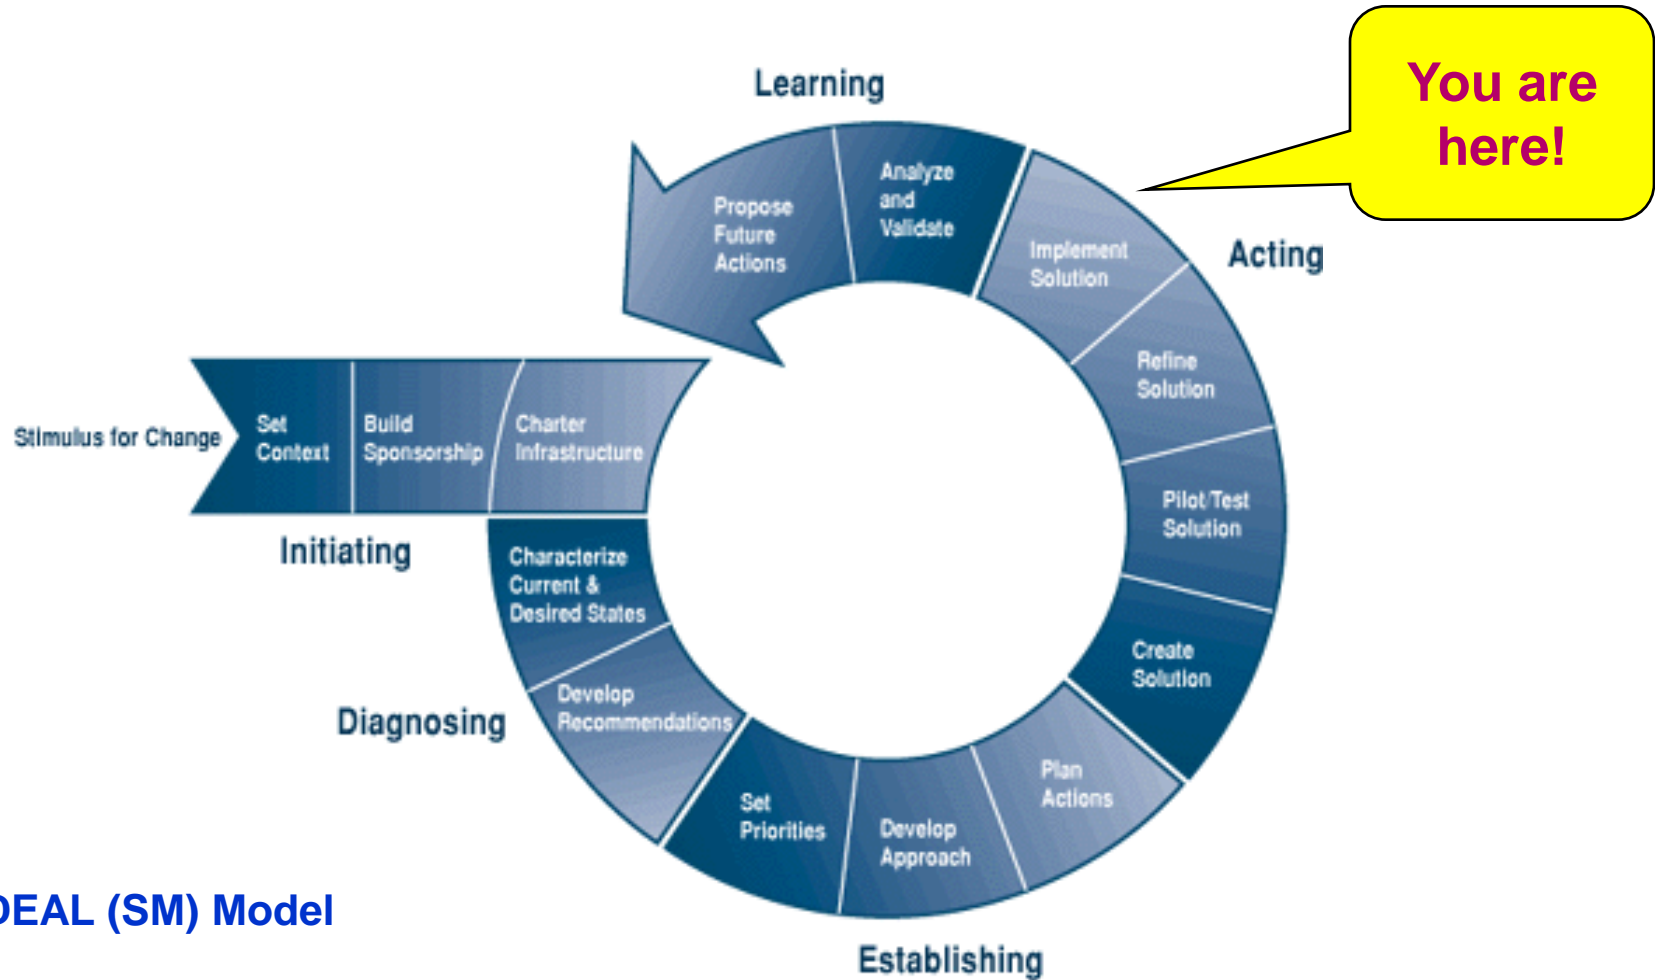 You are
here!
Learning
Analyze
and
Validate
Propose
Future
Actions
Implement
Solution
Acting
Refine
Solution
Pilot/Test
Solution
Create
Solution
Stimulus for Change
Set
Context
Build
Sponsorship
Charter
Infrastructure
Initiating
Characterize
Current &
Desired States
Diagnosing
Develop
Recommendations
Set
Priorities
Develop
Approach
Plan
Actions
DEAL (SM) Model
Establishing